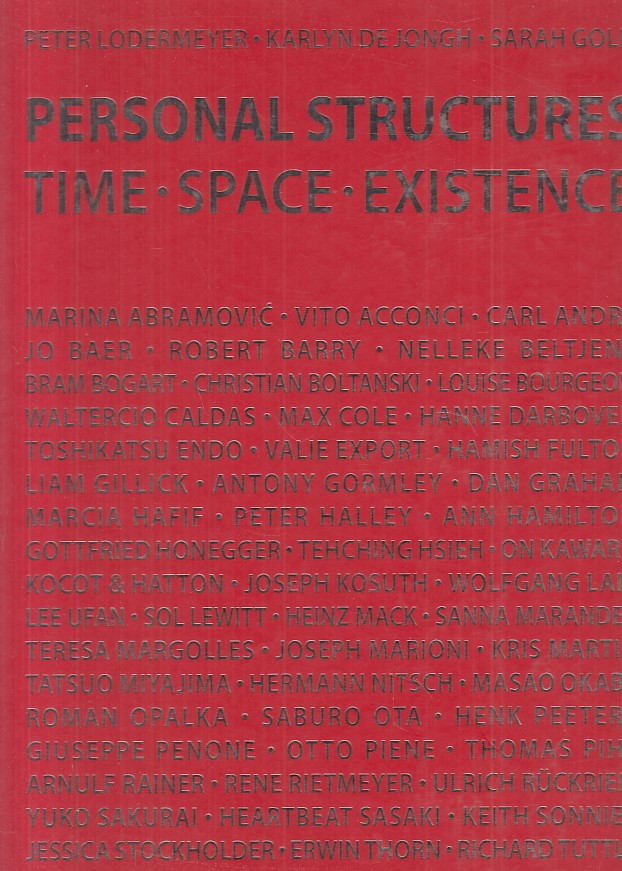 PETER LODERMEYER • KARLYN DE JONGH • SARAH GOL
PERSONAL STRUCTURES
TIME • SPACE • EXISTENCE
MARINA ABRAMOVIĆ • VITO ACCONCI • CARL ANDR
JO BAER • ROBERT BARRY • NELLEKE BELTJEN
BRAM BOGART • CHRISTIAN BOLTANSKI • LOUISE BOURGEOI
WALTERCIO CALDAS • MAX COLE • HANNE DARBOVE
TOSHIKATSU ENDO • VALIE EXPORT • HAMISH FULTO
LIAM GILLICK • ANTONY GORMLEY • DAN GRAHA
MARCIA HAFIF • PETER HALLEY • ANN HAMILTO
GOTTFRIED HONEGGER • TEHCHING HSIEH • ON KAWAR
KOCOT & HATTON • JOSEPH KOSUTH • WOLFGANG LAI
LEE UFAN • SOL LEWITT • HEINZ MACK • SANNA MARANDE
TERESA MARGOLLES • JOSEPH MARIONI • KRIS MARTI
TATSUO MIYAJIMA • HERMANN NITSCH • MASAO OKAB
ROMAN OPALKA • SABURO OTA • HENK PEETER
GIUSEPPE PENONE • OTTO PIENE • THOMAS PIH
ARNULF RAINER • RENE RIETMEYER • ULRICH RÜCKRIE
YUKO SAKURAI • HEARTBEAT SASAKI • KEITH SONNIE
JESSICA STOCKHOLDER • ERWIN THORN • RICHARD TUTTL